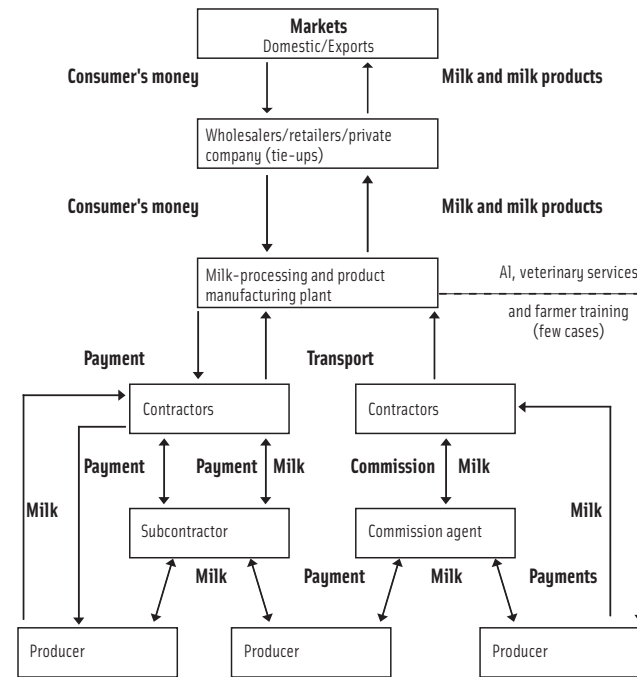 Markets
Domestic/Exports
Consumer's money
Milk and milk products
Wholesalers/retailers/private
company (tie-ups)
Consumer's money
Milk and milk products
Milk-processing and product
manufacturing plant
AI, veterinary services
and farmer training
(few cases)
Payment
Transport
Contractors
Contractors
Payment
Payment
Milk
Commission
Milk
Milk
Milk
Subcontractor
Commission agent
Milk
Payment
Milk
Payments
Producer
Producer
Producer